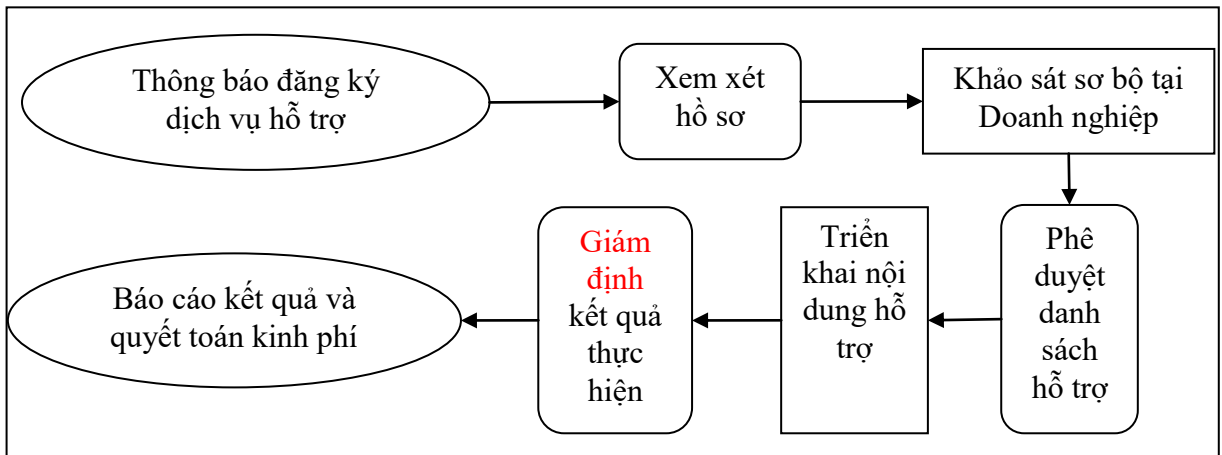 Thông báo đăng ký
dịch vụ hỗ trợ
Xem xét
hồ sơ
Khảo sát sơ bộ tại
Doanh nghiệp
Phê
duyệt
danh
sách
hỗ trợ
Triển
khai nội
dung hỗ
trợ
Giám
định
kết quả
thực
hiện
Báo cáo kết quả và
quyết toán kinh phí